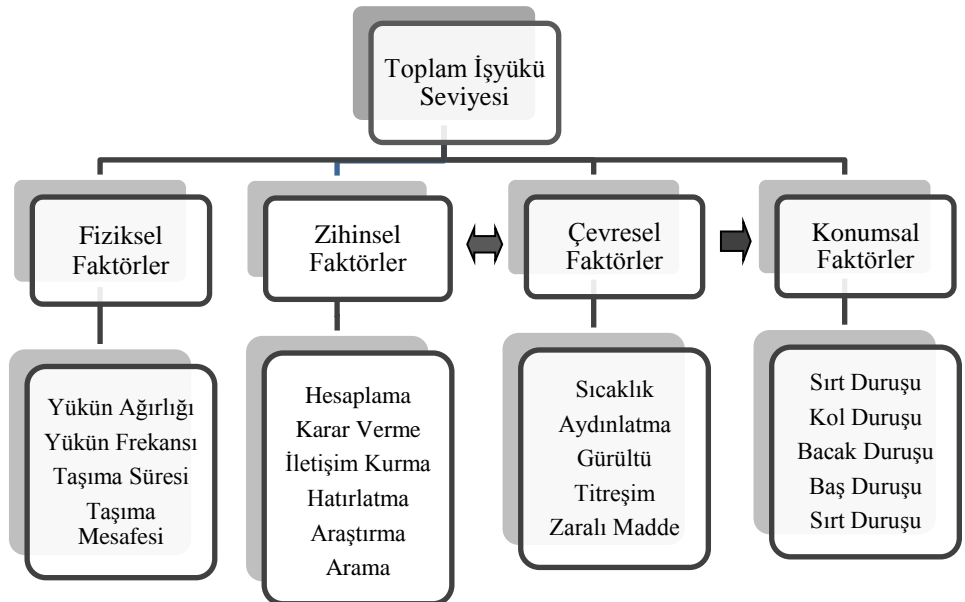 Toplam İşyükü
Seviyesi
Fiziksel
Faktörler
Zihinsel
Faktörler
Çevresel
Faktörler
Konumsal
Faktörler
Yükün Ağırlığı
Yükün Frekansı
Taşıma Süresi
Taşıma
Mesafesi
Hesaplama
Karar Verme
İletişim Kurma
Hatırlatma
Araştırma
Arama
Sıcaklık
Aydınlatma
Gürültü
Titreşim
Zaralı Madde
Sırt Duruşu
Kol Duruşu
Bacak Duruşu
Baş Duruşu
Sırt Duruşu